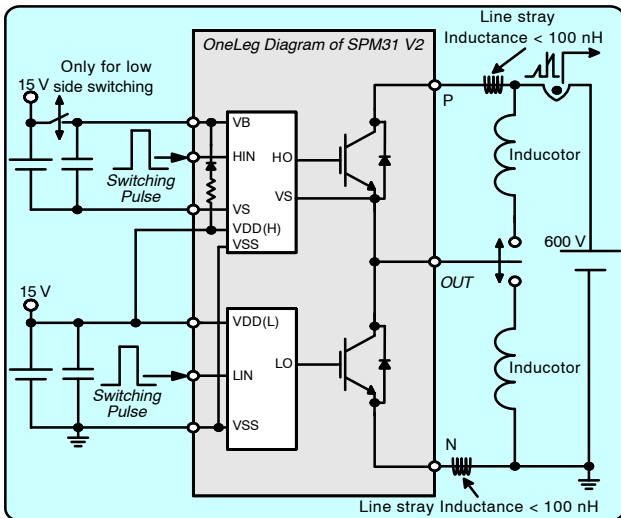 Line stray
Inductance < 100 nH
OneLeg Diagram of SPM31 V2
Only for low
side switching
15 V
P
VB
HIN
HO
Inducotor
Switching
Pulse
VS
VS
VDD(H)
VSS
600 V
OUT
15 V
VDD(L)
LO
LIN
Inducotor
Switching
Pulse
VSS
N
Line stray Inductance < 100 nH